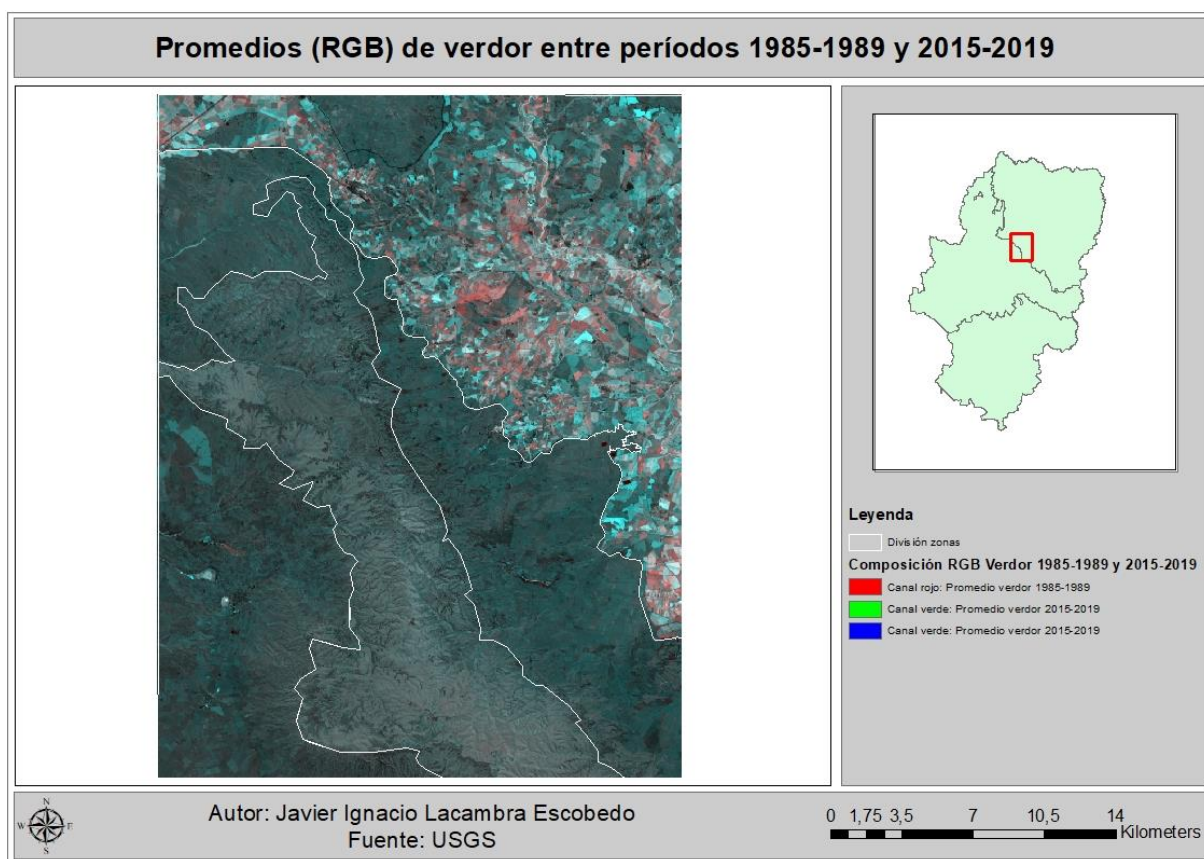 Promedios (RGB) de verdor entre períodos 1985-1989 y 2015-2019
Leyenda
División zonas
Composición RGB Verdor 1985-1989 y 2015-2019
Canal rojo: Promedio verdor 1985-1989
Canal verde: Promedio verdor 2015-2019
Canal verde: Promedio verdor 2015-2019
N
W E
S
Autor: Javier Ignacio Lacambra Escobedo
Fuente: USGS
0 1,75 3,5 7 10,5 14
Kilometers